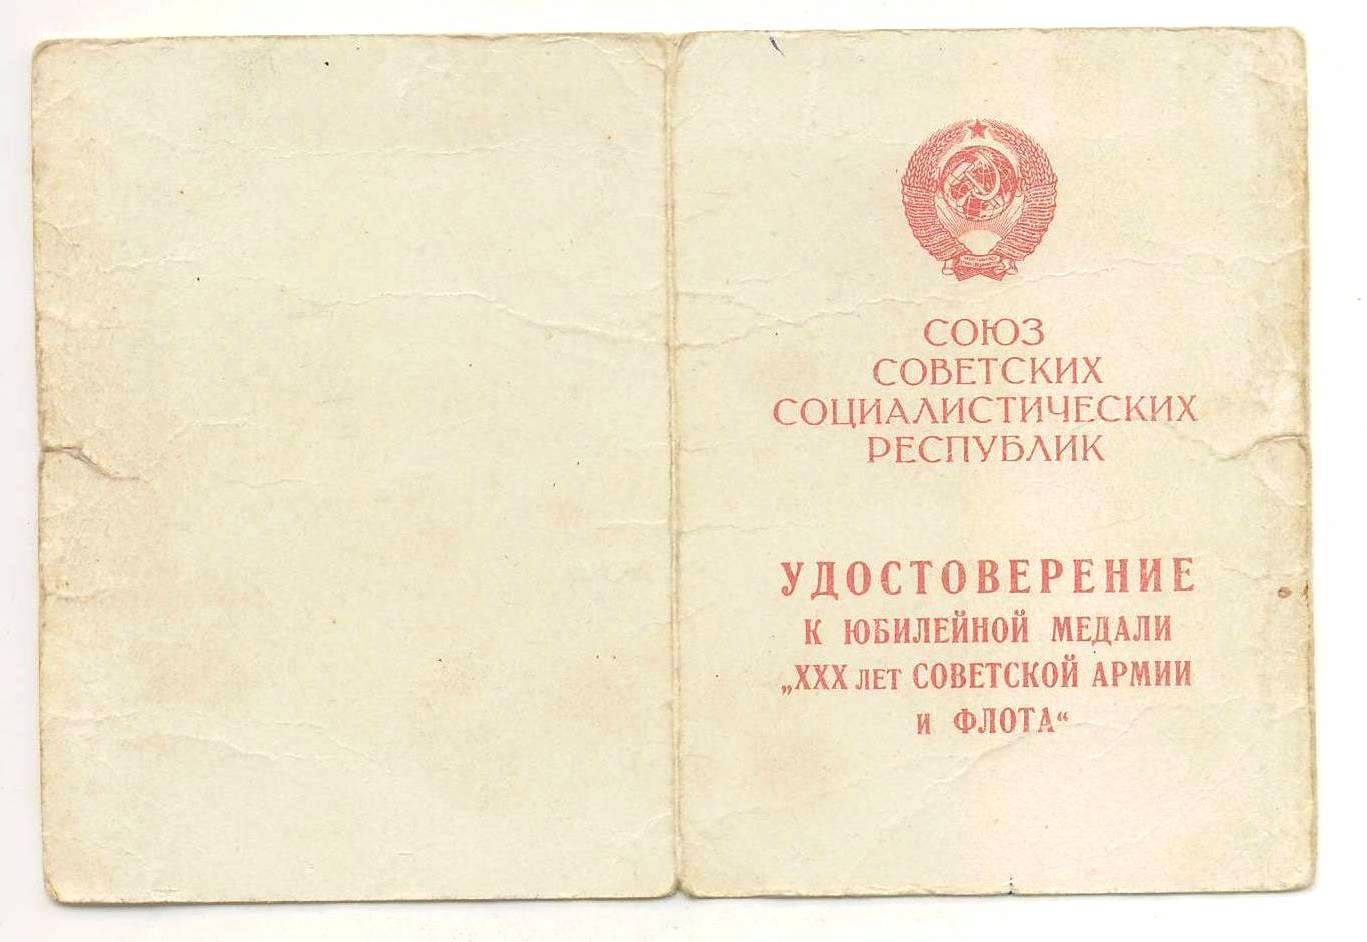 СОЮЗ
СОВЕТСКИХ
СОЦИАЛИСТИЧЕСКИХ
РЕСПУБЛИК
УДОСТОВЕРЕНИЕ
К ЮБИЛЕЙНОЙ МЕДАЛИ
„XXX ЛЕТ СОВЕТСКОЙ АРМИИ
И ФЛОТА“